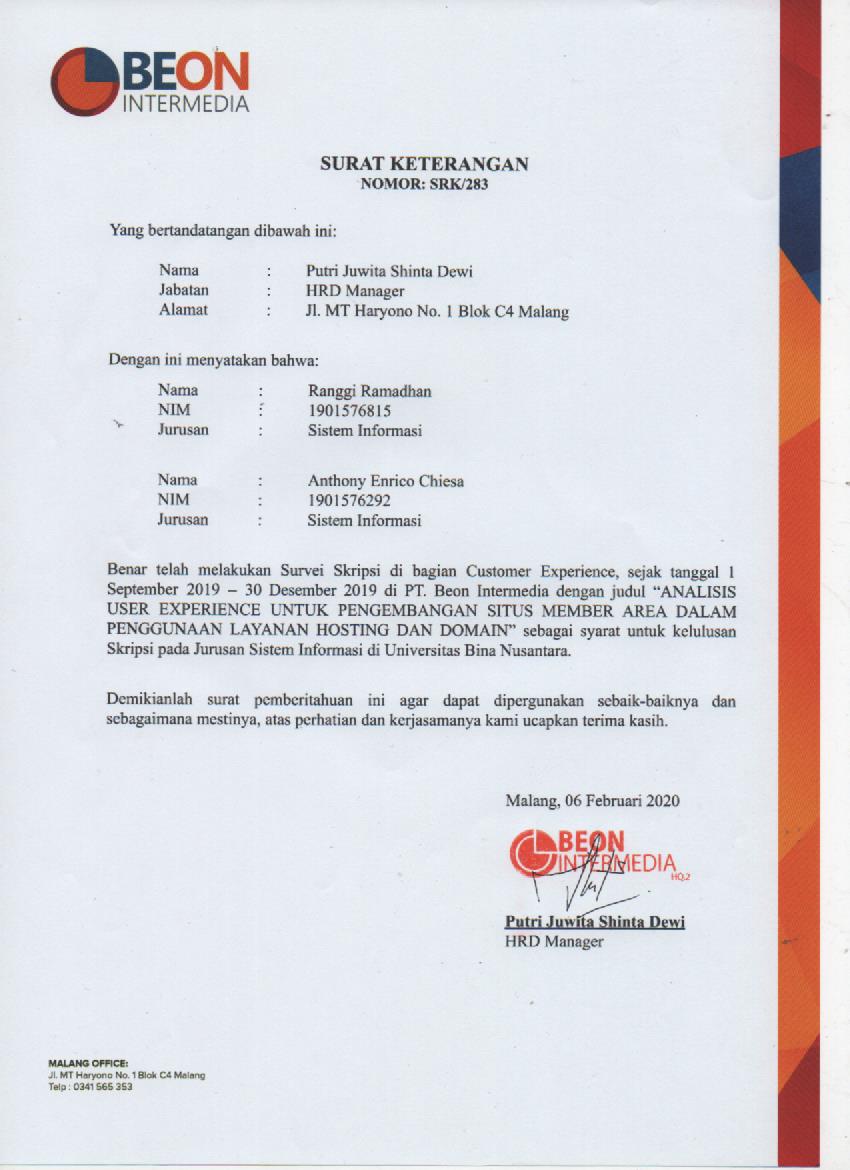 BEON
INTERMEDIA
SURAT KETERANGAN
NOMOR: SRK/283
Yang bertandatangan dibawah ini:
Nama : Putri Juwita Shinta Dewi
Jabatan : HRD Manager
Alamat : Jl. MT Haryono No. 1 Blok C4 Malang
Dengan ini menyatakan bahwa:
Nama : Ranggi Ramadhan
NIM : 1901576815
Jurusan : Sistem Informasi
Nama : Anthony Enrico Chiesa
NIM : 1901576292
Jurusan : Sistem Informasi
Benar telah melakukan Survei Skripsi di bagian Customer Experience, sejak tanggal 1
September 2019 – 30 Desember 2019 di PT. Beon Intermedia dengan judul “ANALISIS
USER EXPERIENCE UNTUK PENGEMBANGAN SITUS MEMBER AREA DALAM
PENGGUNAAN LAYANAN HOSTING DAN DOMAIN” sebagai syarat untuk kelulusan
Skripsi pada Jurusan Sistem Informasi di Universitas Bina Nusantara.
Demikianlah surat pemberitahuan ini agar dapat dipergunakan sebaik-baiknya dan
sebagaimana mestinya, atas perhatian dan kerjasamanya kami ucapkan terima kasih.
Malang, 06 Februari 2020
BEON
INTERMEDIA
HQ.2
Putri Juwita Shinta Dewi
HRD Manager
MALANG OFFICE:
Jl. MT Haryono No. 1 Blok C4 Malang
Telp : 0341 565 353